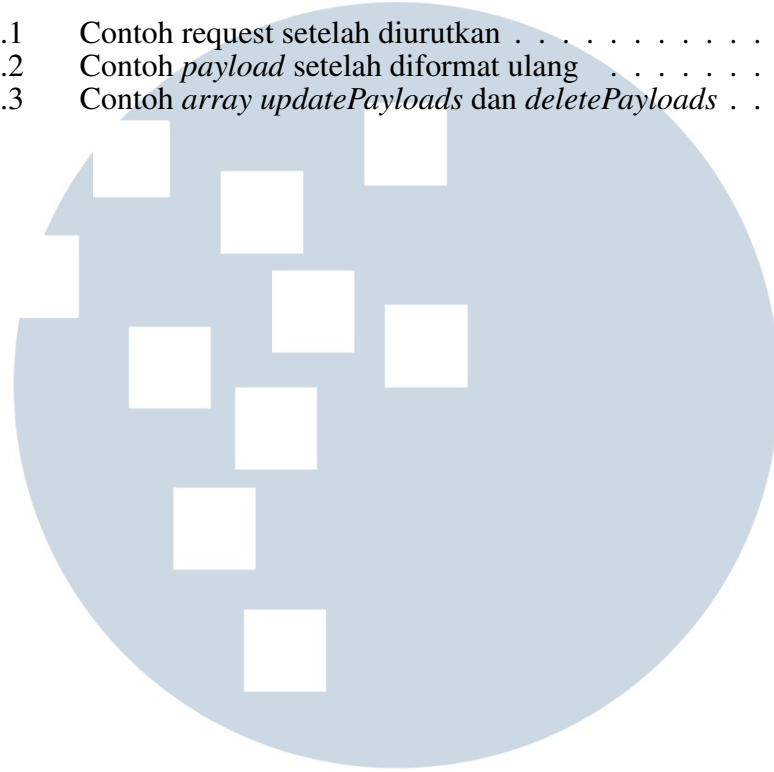 .1 Contoh request setelah diurutkan . . . . . . . . . . . .
.2 Contoh payload setelah diformat ulang . . . . . . .
.3 Contoh array updatePayloads dan deletePayloads . .